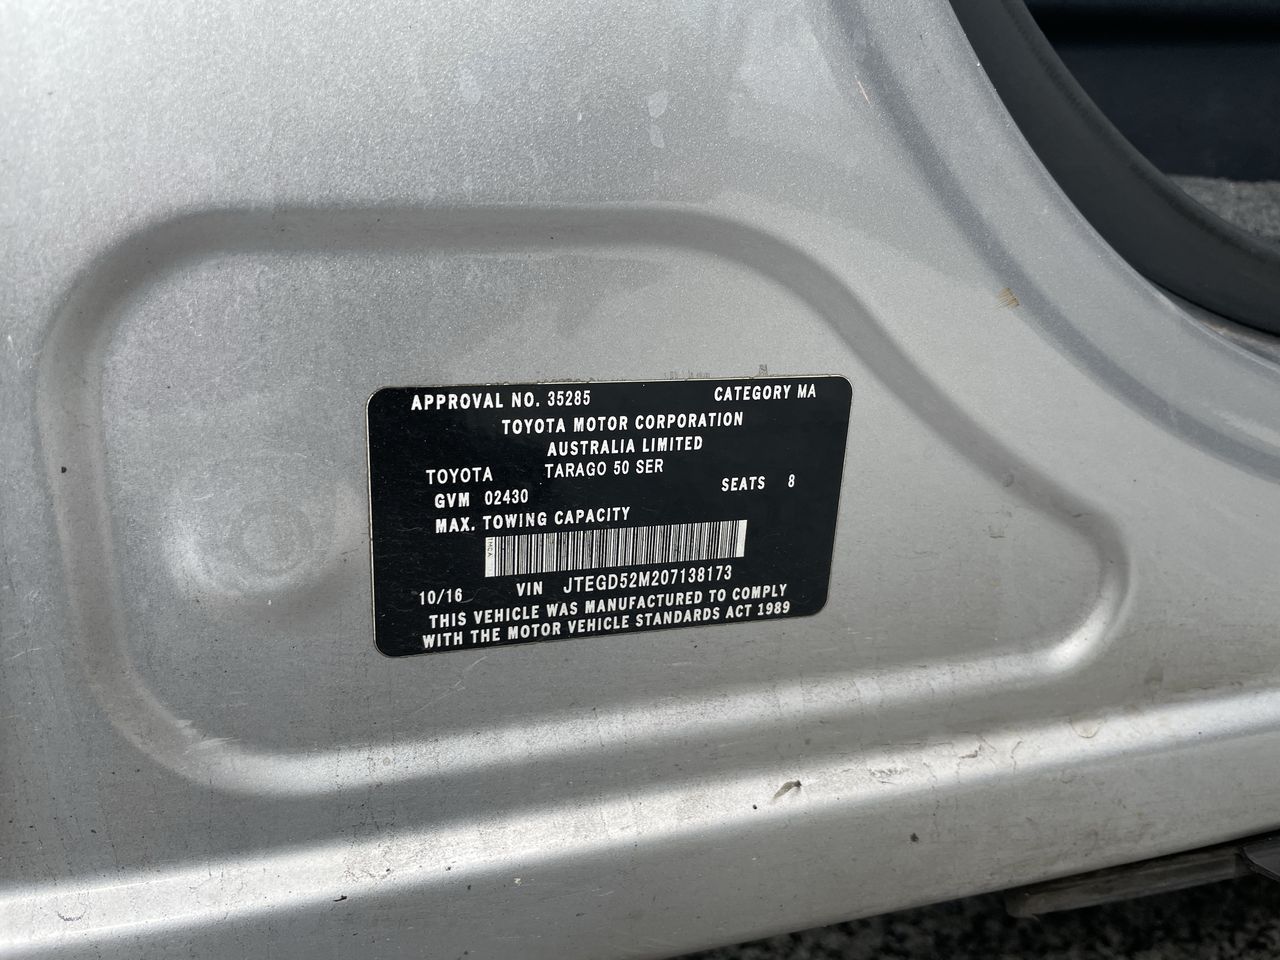 APPROVAL NO. 35285 CATEGORY MA
TOYOTA MOTOR CORPORATION
AUSTRALIA LIMITED
TOYOTA TARAGO 50 SER
GVM 02430 SEATS 8
MAX. TOWING CAPACITY
10/16 VIN JTEGD52M207138173
THIS VEHICLE WAS MANUFACTURED TO COMPLY
WITH THE MOTOR VEHICLE STANDARDS ACT 1989